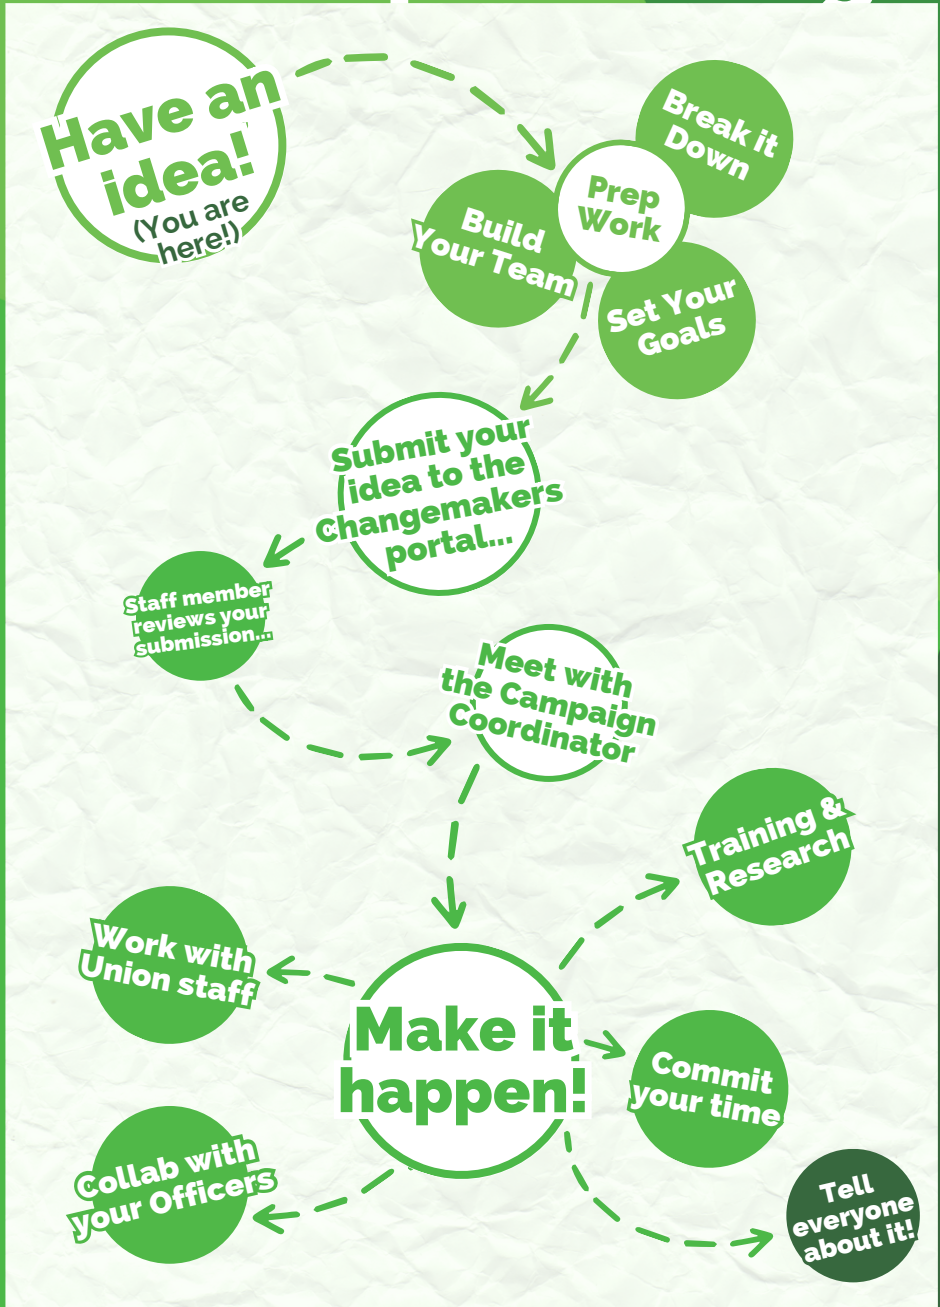 Have an
idea!
(You are
here!)
Break it
Down
Prep
Work
Build
Your Team
Set Your
Goals
Submit your
idea to the
Changemakers
portal...
Staff member
reviews your
submission...
Meet with
the Campaign
Coordinator
Training &
Research
Work with
Union staff
Make it
happen!
Commit
your time
Collab with
your Officers
Tell
everyone
about it!